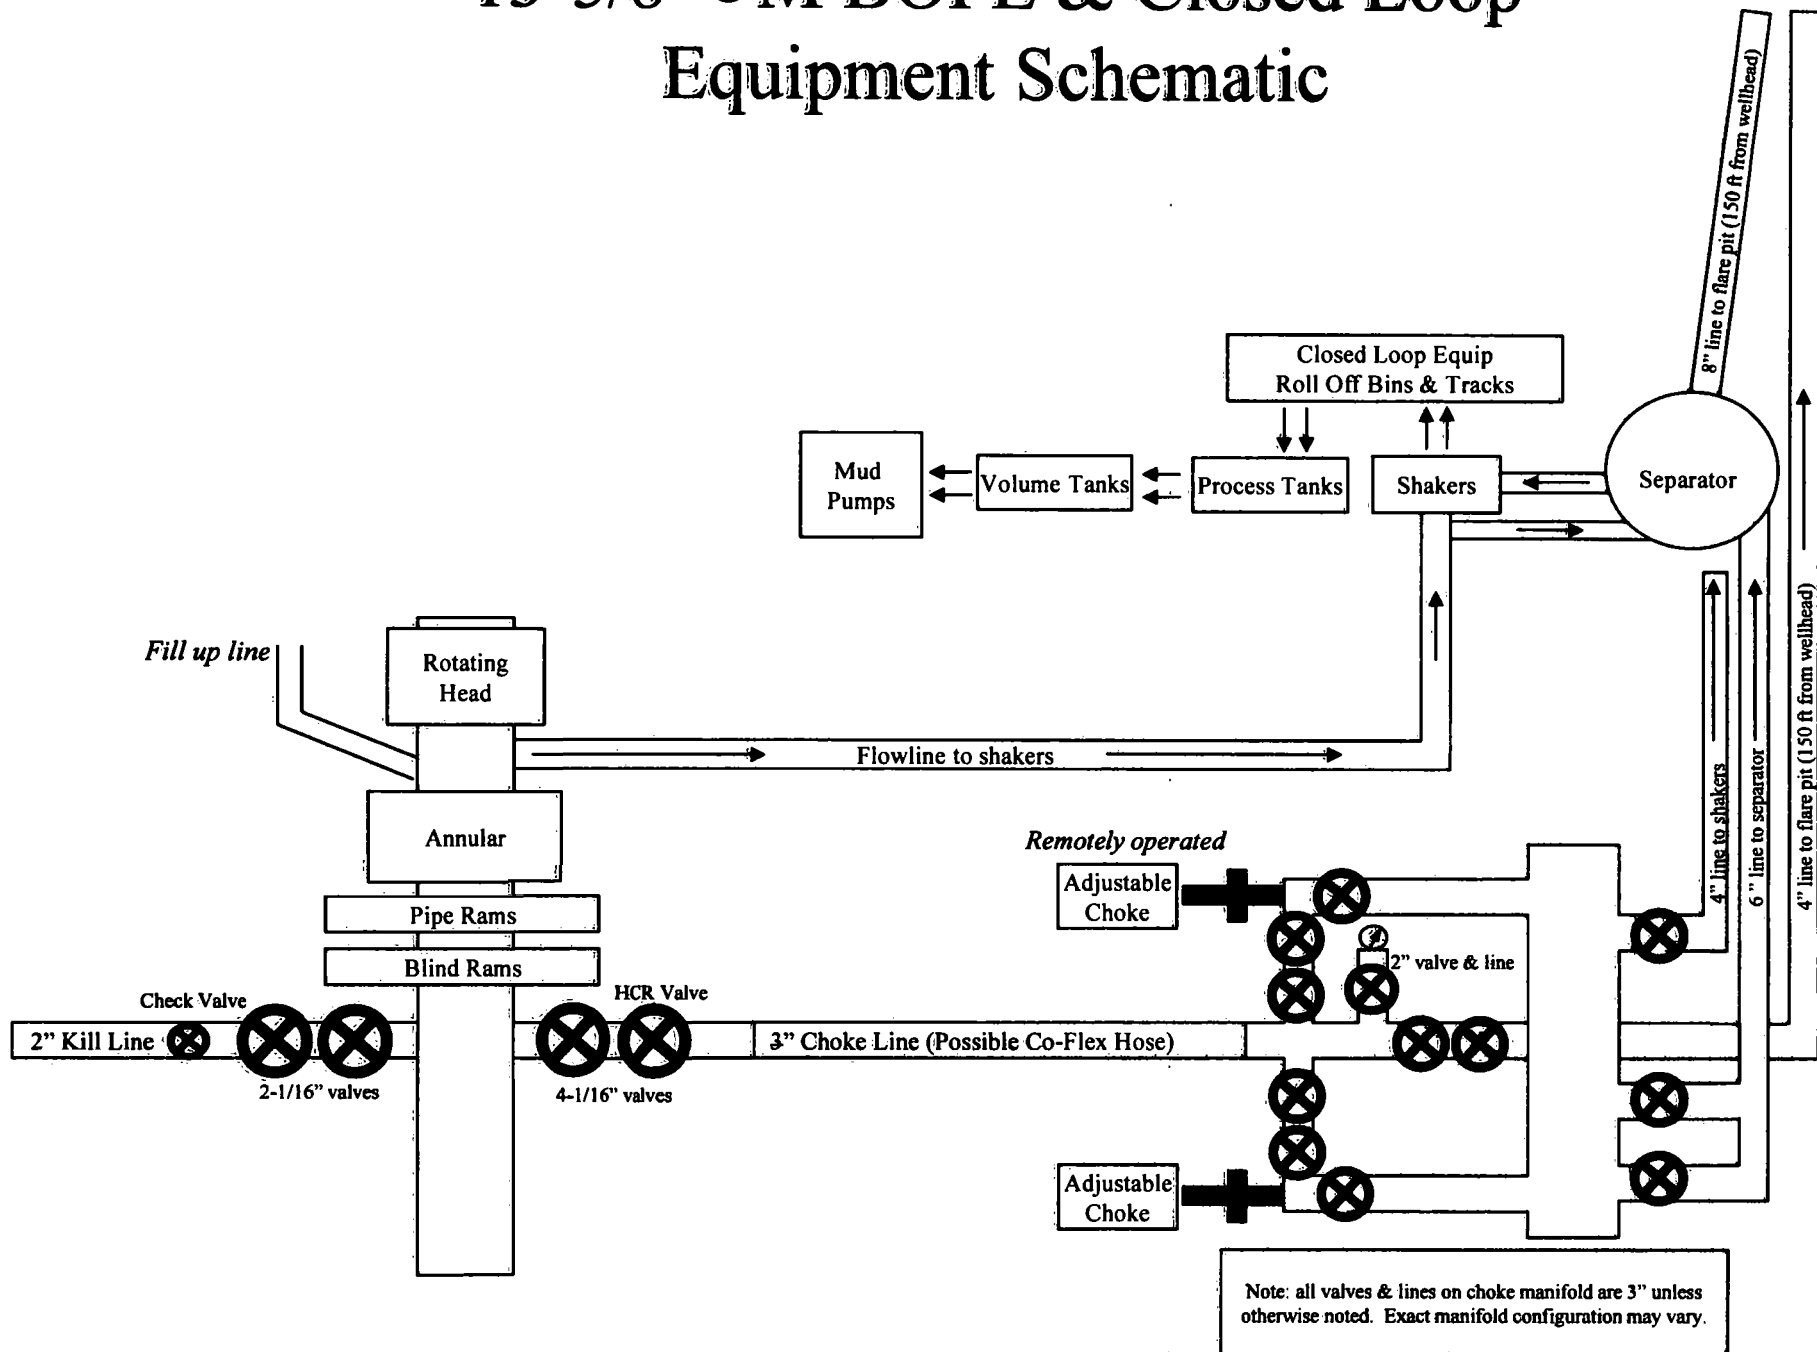 BOPE & Closed Loop
Equipment Schematic
8” line to flare pit (150 ft from wellhead)
Closed Loop Equip
Roll Off Bins & Tracks
Mud
Pumps
Volume Tanks
Process Tanks
Shakers
Separator
Fill up line
Rotating
Head
Flowline to shakers
Annular
Pipe Rams
Blind Rams
Remotely operated
Adjustable
Choke
4” line to shakers
6” line to separator
4” line to flare pit (150 ft from wellhead)
2” valve & line
Check Valve
HCR Valve
2” Kill Line
3” Choke Line (Possible Co-Flex Hose)
2-1/16” valves
4-1/16” valves
Adjustable
Choke
Note: all valves & lines on choke manifold are 3” unless
otherwise noted. Exact manifold configuration may vary.